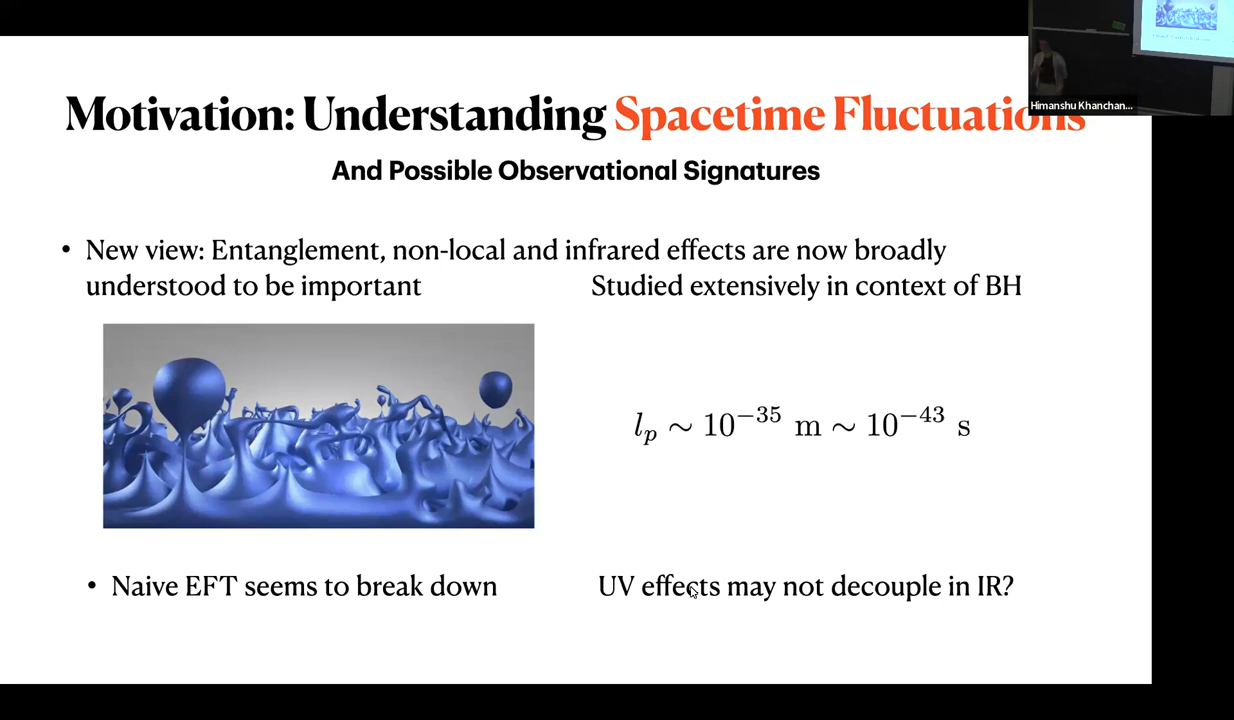 Motivation: Understanding Spacetime Fluctuations
Himanshu Khanchan...
And Possible Observational Signatures
• New view: Entanglement, non-local and infrared effects are now broadly
understood to be important
Studied extensively in context of BH
l_p ∼ 10^{-35} m ∼ 10^{-43} s
• Naive EFT seems to break down
UV effects may not decouple in IR?